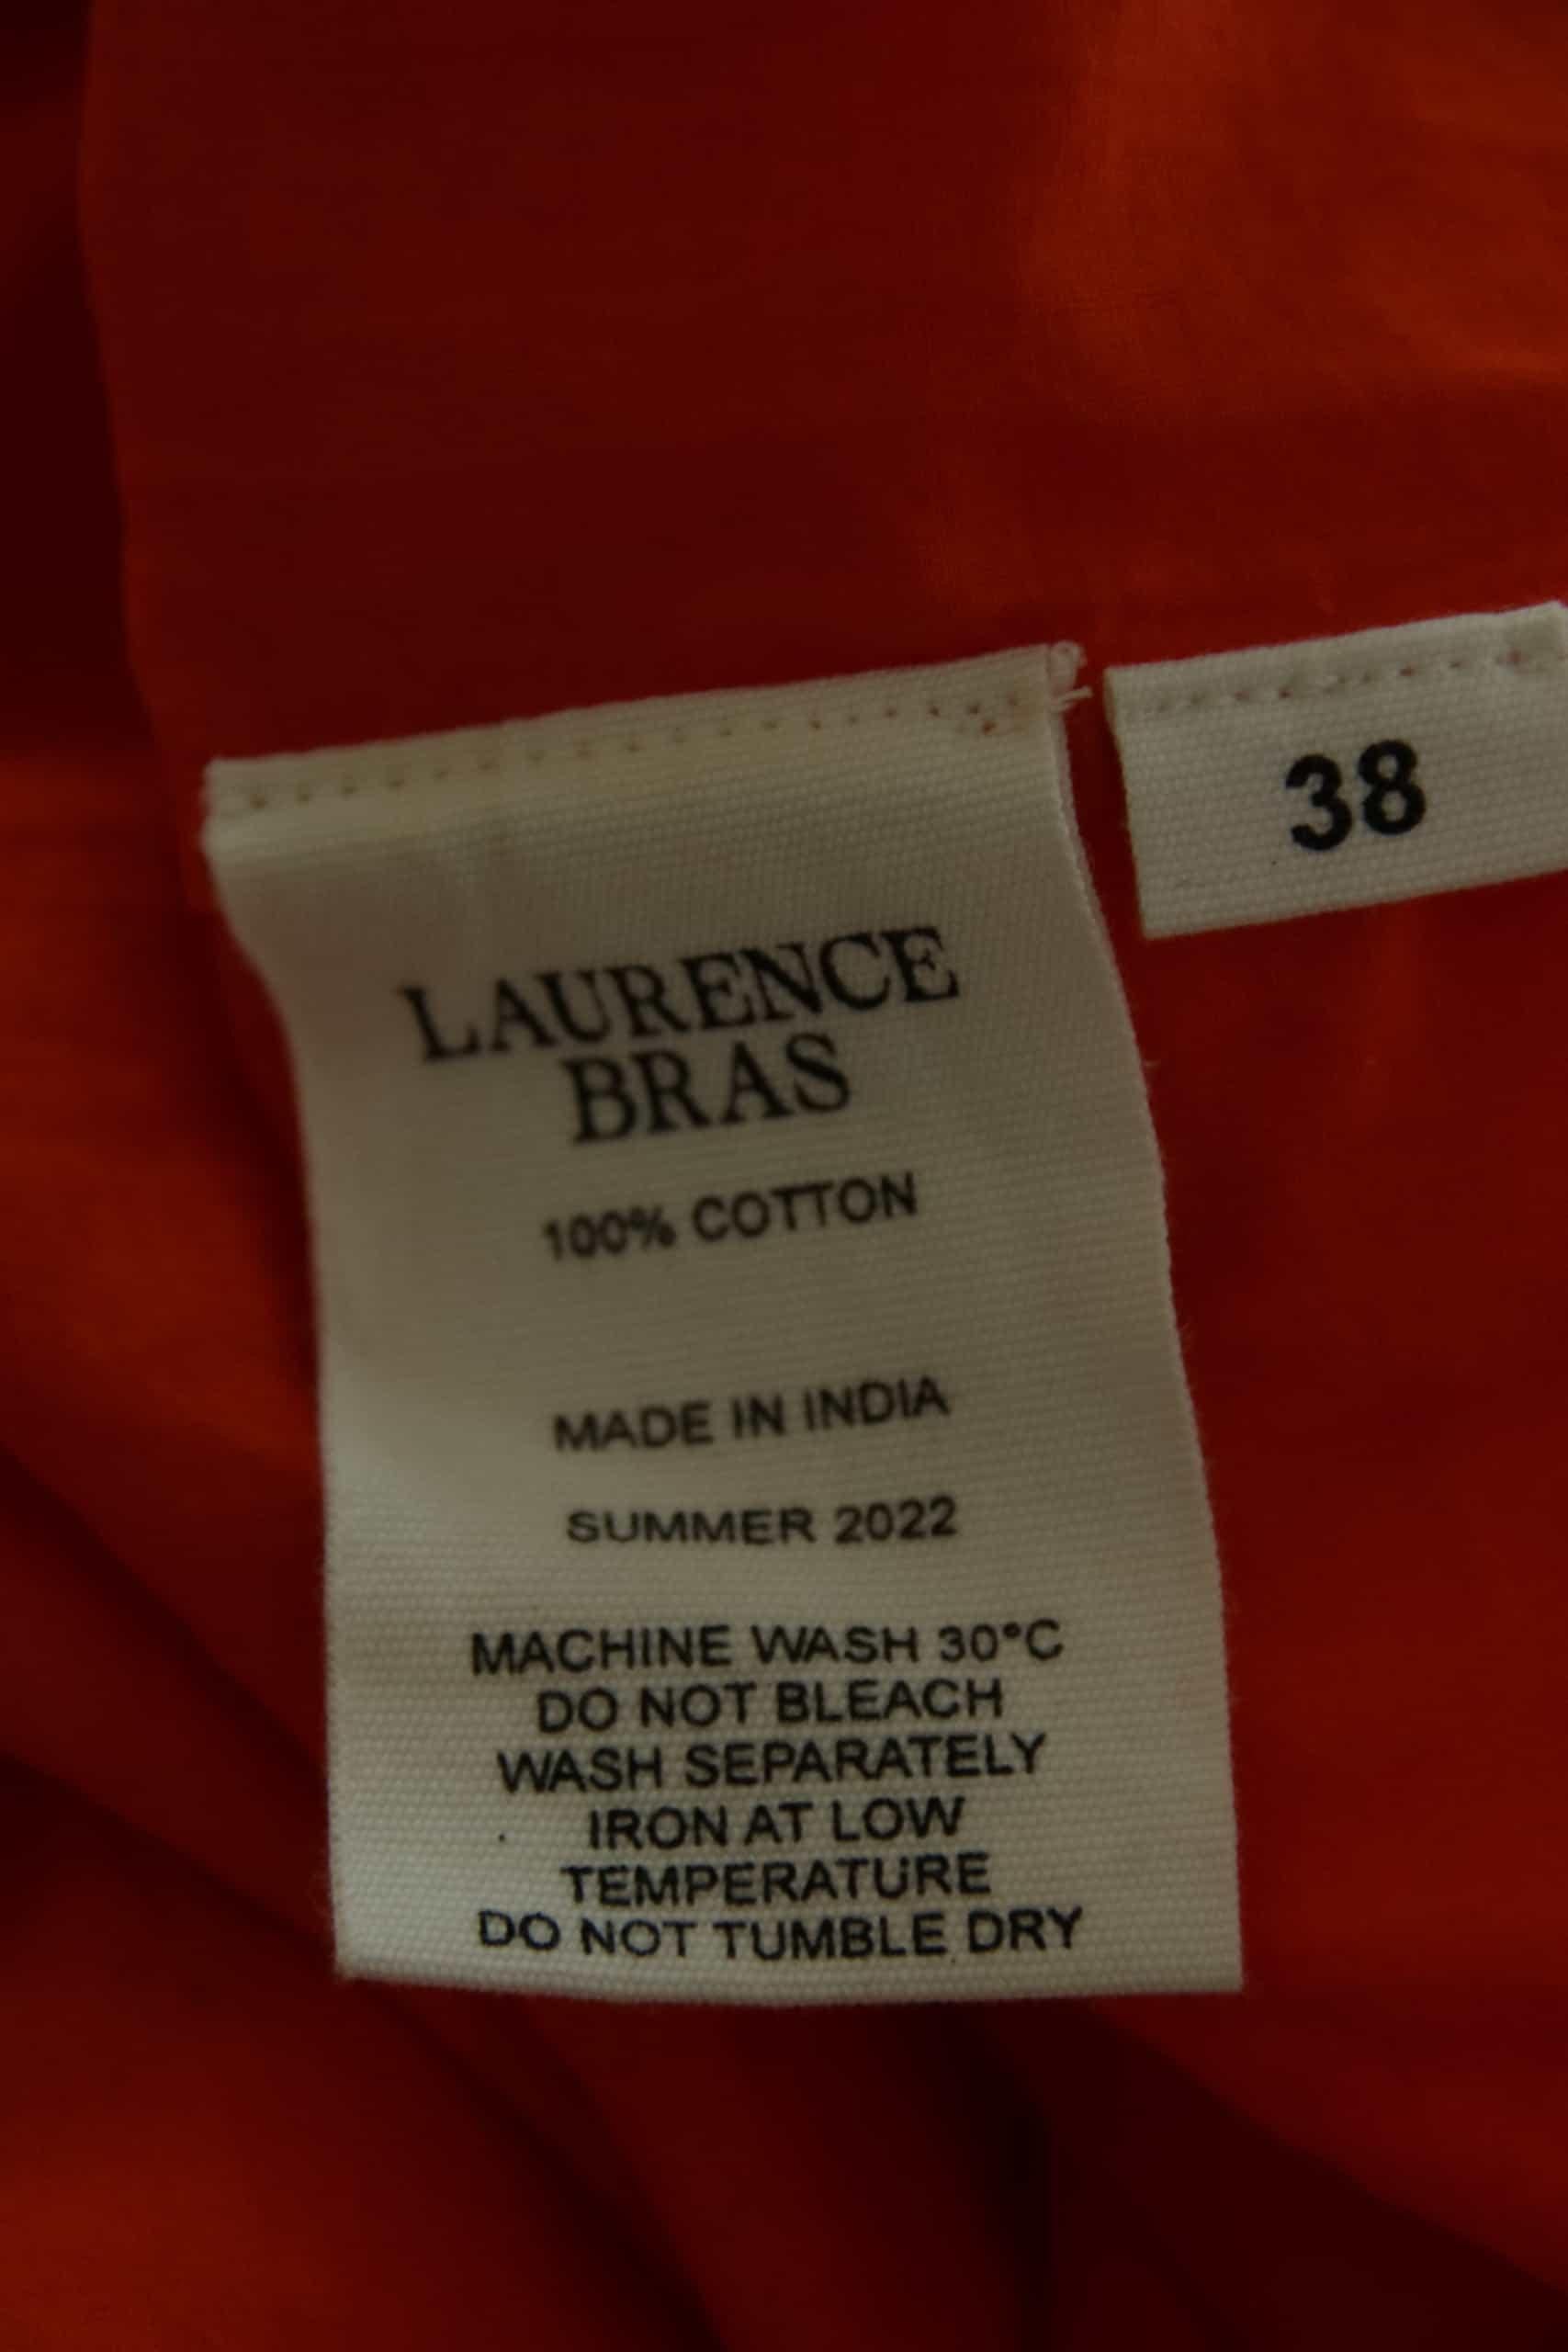 38
LAURENCE
BRAS
100% COTTON
MADE IN INDIA
SUMMER 2022
MACHINE WASH 30°C
DO NOT BLEACH
WASH SEPARATELY
IRON AT LOW
TEMPERATURE
DO NOT TUMBLE DRY